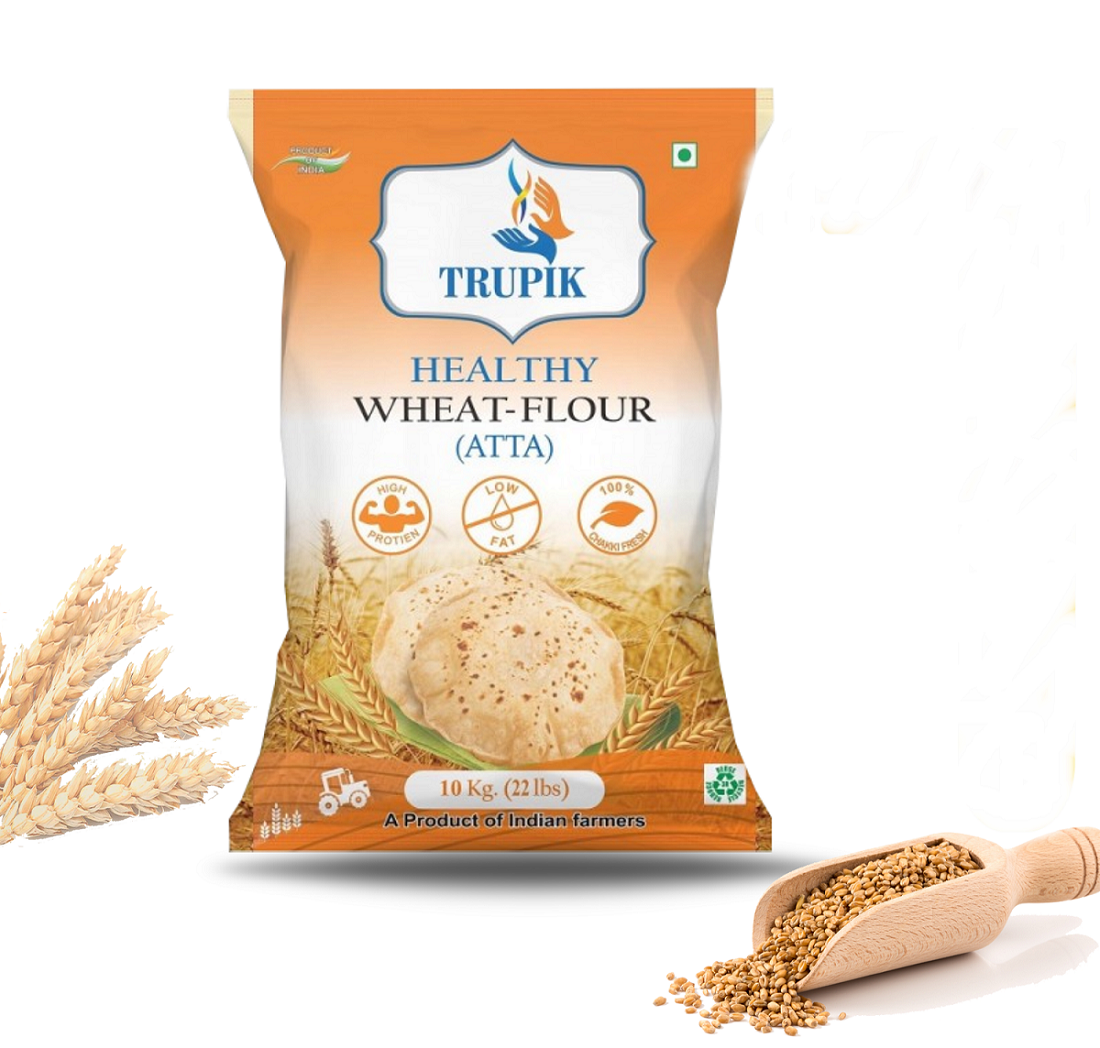 PRODUCT
OF
INDIA
TRUPIK
HEALTHY
WHEAT-FLOUR
(ATTA)
HIGH
PROTIEN
LOW
FAT
100%
CHAKKI FRESH
10 Kg. (22 lbs)
A Product of Indian farmers